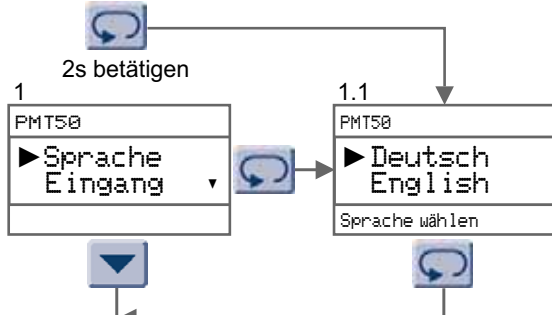 2s betätigen
1
PMT50
►Sprache
Eingang ▼
1.1
PMT50
►Deutsch
English
Sprache wählen